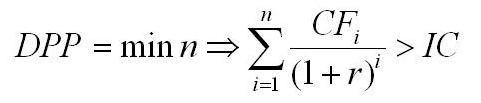 DPP = min n ⇒ ∑_{i=1}^{n} CF_i / (1 + r)^i > IC